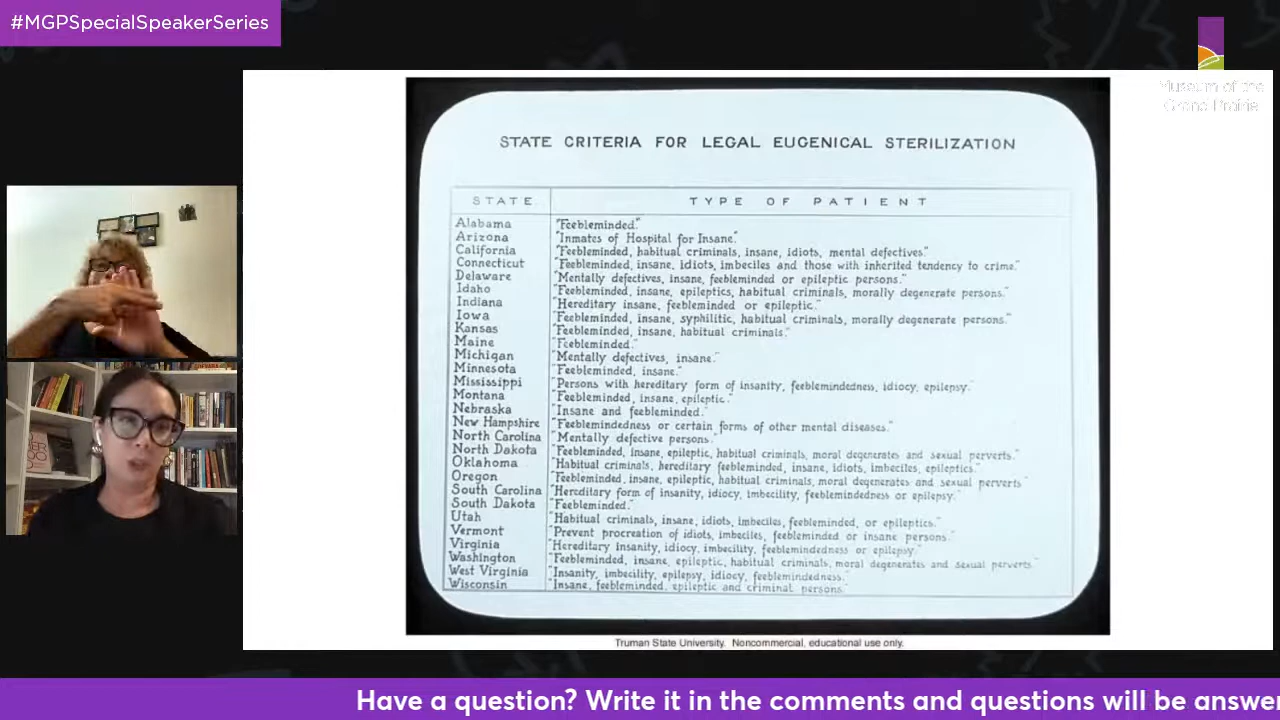 #MGPSpecialSpeakerSeries
Museum of the
Grand Prairie
STATE CRITERIA FOR LEGAL EUGENICAL STERILIZATION
STATE TYPE OF PATIENT
Alabama "Feebleminded."
Arizona "Inmates of Hospital for Insane."
California "Feebleminded, habitual criminals, insane, idiots, mental defectives."
Connecticut "Feebleminded, insane, idiots, imbeciles and those with inherited tendency to crime."
Delaware "Mentally defectives, insane, feebleminded or epileptic persons."
Idaho "Feebleminded, insane, epileptics, habitual criminals, morally degenerate persons."
Indiana "Hereditary insane, feebleminded or epileptic."
Iowa "Feebleminded, insane, syphilitic, habitual criminals, morally degenerate persons."
Kansas "Feebleminded, insane, habitual criminals."
Maine "Feebleminded."
Michigan "Mentally defectives, insane."
Minnesota "Feebleminded, insane."
Mississippi "Persons with hereditary form of insanity, feeblemindedness, idiocy, epilepsy."
Montana "Feebleminded, insane, epileptic."
Nebraska "Insane and feebleminded."
New Hampshire "Feeblemindedness or certain forms of other mental diseases."
North Carolina "Mentally defective persons."
North Dakota "Feebleminded, insane, epileptic, habitual criminals, moral degenerates and sexual perverts."
Oklahoma "Habitual criminals, hereditary feebleminded, insane, idiots, imbeciles, epileptics."
Oregon "Feebleminded, insane, epileptic, habitual criminals, moral degenerates and sexual perverts"
South Carolina "Hereditary form of insanity, idiocy, imbecility, feeblemindedness or epilepsy."
South Dakota "Feebleminded."
Utah "Habitual criminals, insane, idiots, imbeciles, feebleminded, or epileptics."
Vermont "Prevent procreation of idiots, imbeciles, feebleminded or insane persons."
Virginia "Hereditary insanity, idiocy, imbecility, feeblemindedness or epilepsy."
Washington "Feebleminded, insane, epileptic, habitual criminals, moral degenerates and sexual perverts."
West Virginia "Insanity, imbecility, epilepsy, idiocy, feeblemindedness."
Wisconsin "Insane, feebleminded, epileptic and criminal persons."
Truman State University. Noncommercial, educational use only.
Have a question? Write it in the comments and questions will be answe